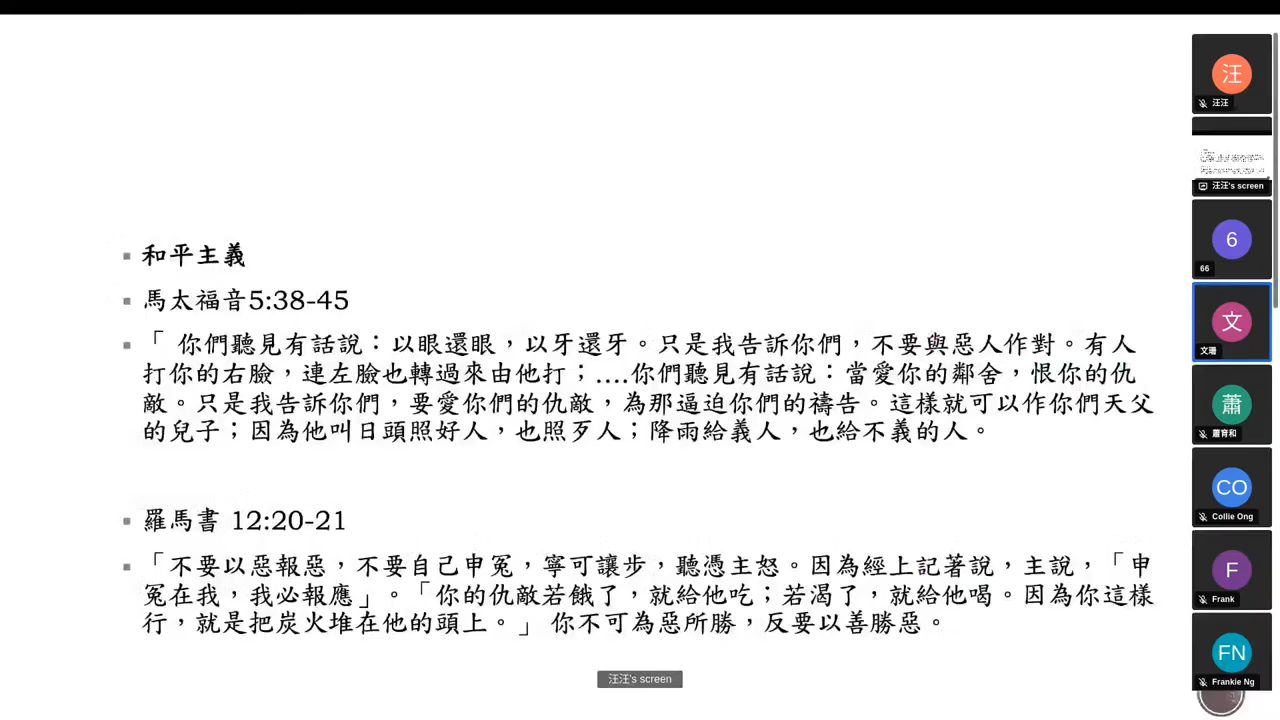 和平主義
馬太福音5:38-45
「 你們聽見有話說：以眼還眼，以牙還牙。只是我告訴你們，不要與惡人作對。有人
打你的右臉，連左臉也轉過來由他打；....你們聽見有話說：當愛你的鄰舍，恨你的仇
敵。只是我告訴你們，要愛你們的仇敵，為那逼迫你們的禱告。這樣就可以作你們天父
的兒子；因為他叫日頭照好人，也照歹人；降雨給義人，也給不義的人。
羅馬書 12:20-21
「不要以惡報惡，不要自己申冤，寧可讓步，聽憑主怒。因為經上記著說，主說，「申
冤在我，我必報應」。「你的仇敵若餓了，就給他吃；若渴了，就給他喝。因為你這樣
行，就是把炭火堆在他的頭上。」 你不可為惡所勝，反要以善勝惡。
汪汪's screen
汪
汪汪
汪汪's screen
6
66
文
文珊
蕭
蕭育和
CO
Collie Ong
F
Frank
FN
Frankie Ng